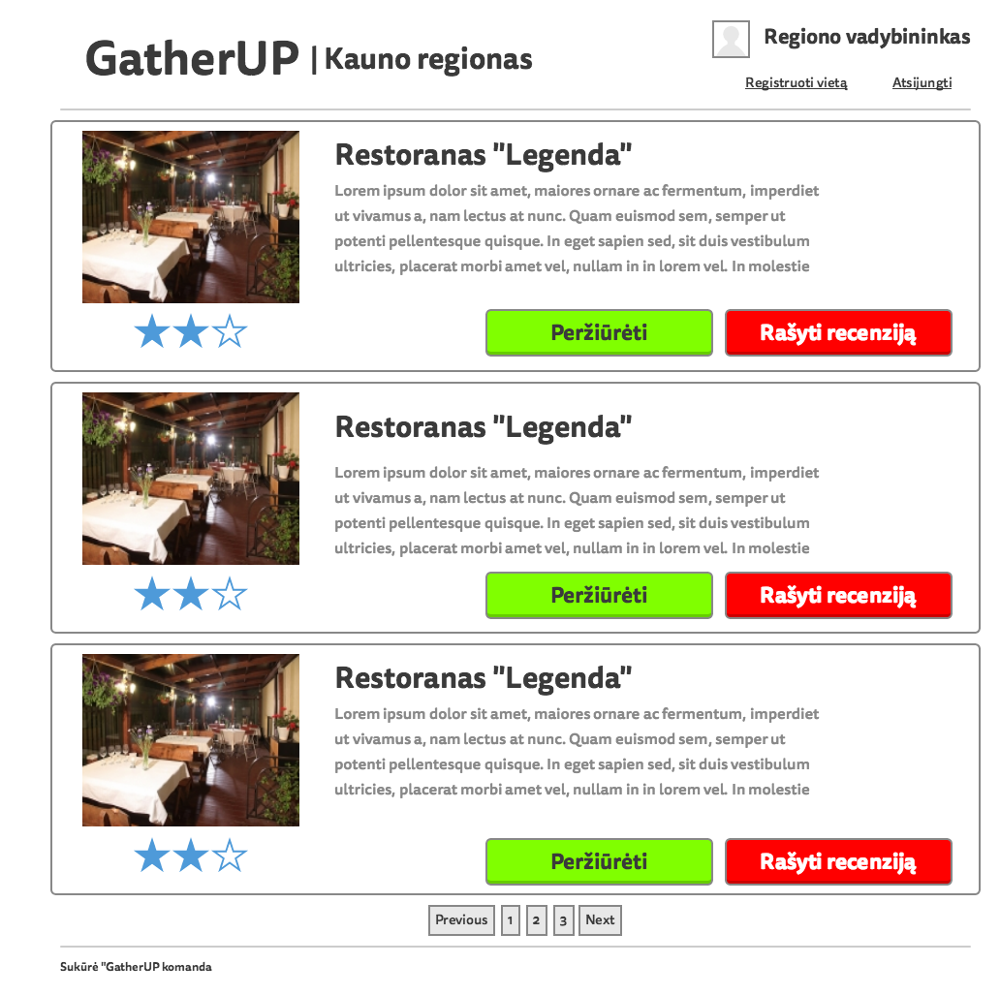 GatherUP | Kauno regionas
Regiono vadybininkas
Registruoti vietą
Atsijungti
Restoranas "Legenda"
Lorem ipsum dolor sit amet, maiores ornare ac fermentum, imperdiet
ut vivamus a, nam lectus at nunc. Quam euismod sem, semper ut
potenti pellentesque quisque. In eget sapien sed, sit duis vestibulum
ultricies, placerat morbi amet vel, nullam in in lorem vel. In molestie
Peržiūrėti
Rašyti recenziją
Restoranas "Legenda"
Lorem ipsum dolor sit amet, maiores ornare ac fermentum, imperdiet
ut vivamus a, nam lectus at nunc. Quam euismod sem, semper ut
potenti pellentesque quisque. In eget sapien sed, sit duis vestibulum
ultricies, placerat morbi amet vel, nullam in in lorem vel. In molestie
Peržiūrėti
Rašyti recenziją
Restoranas "Legenda"
Lorem ipsum dolor sit amet, maiores ornare ac fermentum, imperdiet
ut vivamus a, nam lectus at nunc. Quam euismod sem, semper ut
potenti pellentesque quisque. In eget sapien sed, sit duis vestibulum
ultricies, placerat morbi amet vel, nullam in in lorem vel. In molestie
Peržiūrėti
Rašyti recenziją
Previous 1 2 3 Next
Sukūrė "GatherUP komanda